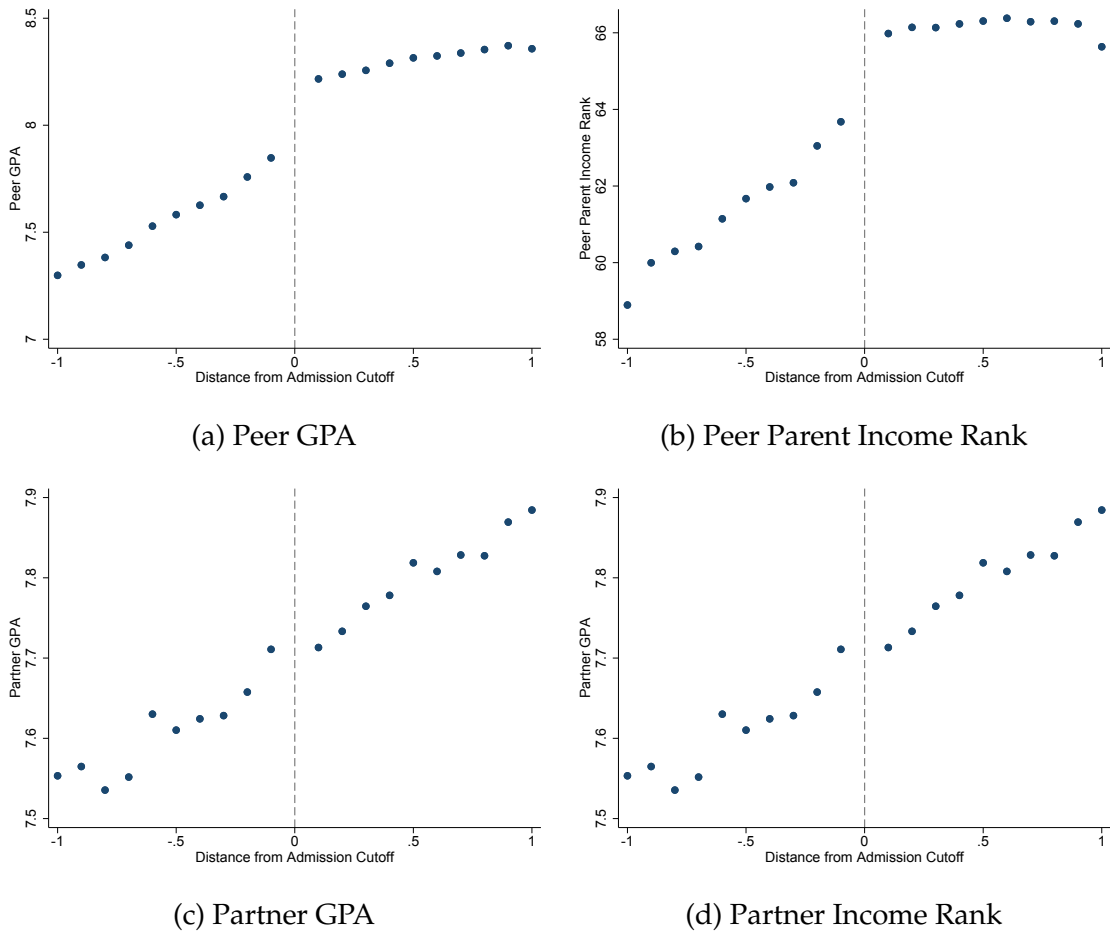 8.5
8
7.5
7
Peer GPA
-1 -.5 0 .5 1
Distance from Admission Cutoff
(a) Peer GPA
66
64
62
60
58
Peer Parent Income Rank
-1 -.5 0 .5 1
Distance from Admission Cutoff
(b) Peer Parent Income Rank
7.9
7.8
7.7
7.6
7.5
Partner GPA
-1 -.5 0 .5 1
Distance from Admission Cutoff
(c) Partner GPA
7.9
7.8
7.7
7.6
7.5
Partner GPA
-1 -.5 0 .5 1
Distance from Admission Cutoff
(d) Partner Income Rank